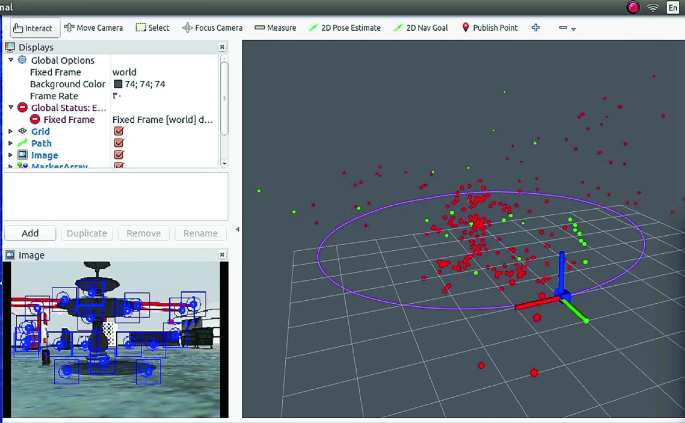 nal
En
Interact Move Camera Select Focus Camera Measure 2D Pose Estimate 2D Nav Goal Publish Point
Displays
Global Options
Fixed Frame world
Background Color 74; 74; 74
Frame Rate ٣٠
Global Status: E...
Fixed Frame Fixed Frame [world] d...
Grid
Path
Image
MarkerArray
Add Duplicate Remove Rename
Image